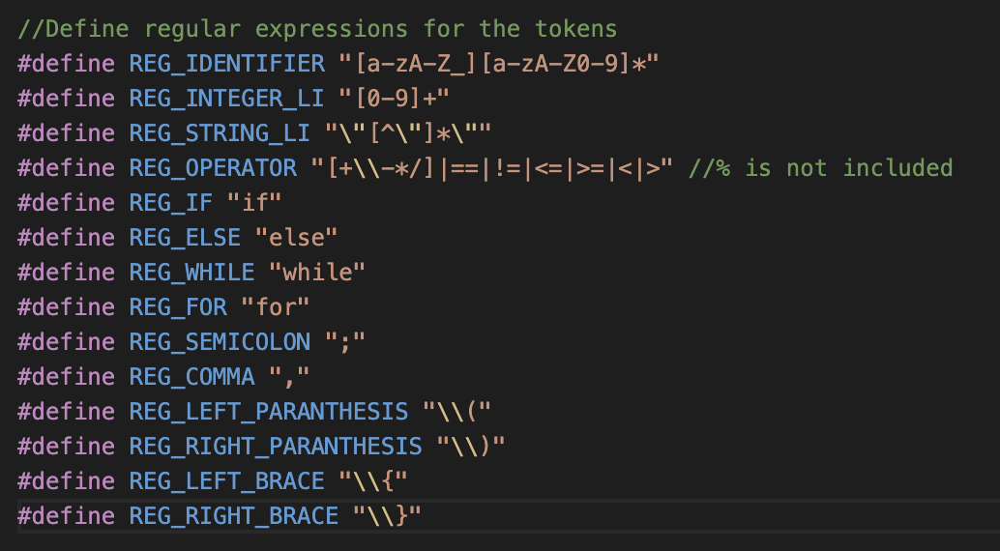 //Define regular expressions for the tokens
#define REG_IDENTIFIER "[a-zA-Z_][a-zA-Z0-9]*"
#define REG_INTEGER_LI "[0-9]+"
#define REG_STRING_LI "\"[^\"]*\""
#define REG_OPERATOR "[+\\-*/]|==|!=|<=|>=|<|>" //% is not included
#define REG_IF "if"
#define REG_ELSE "else"
#define REG_WHILE "while"
#define REG_FOR "for"
#define REG_SEMICOLON ";"
#define REG_COMMA ","
#define REG_LEFT_PARANTHESIS "\\("
#define REG_RIGHT_PARANTHESIS "\\)"
#define REG_LEFT_BRACE "\\{"
#define REG_RIGHT_BRACE "\\}"